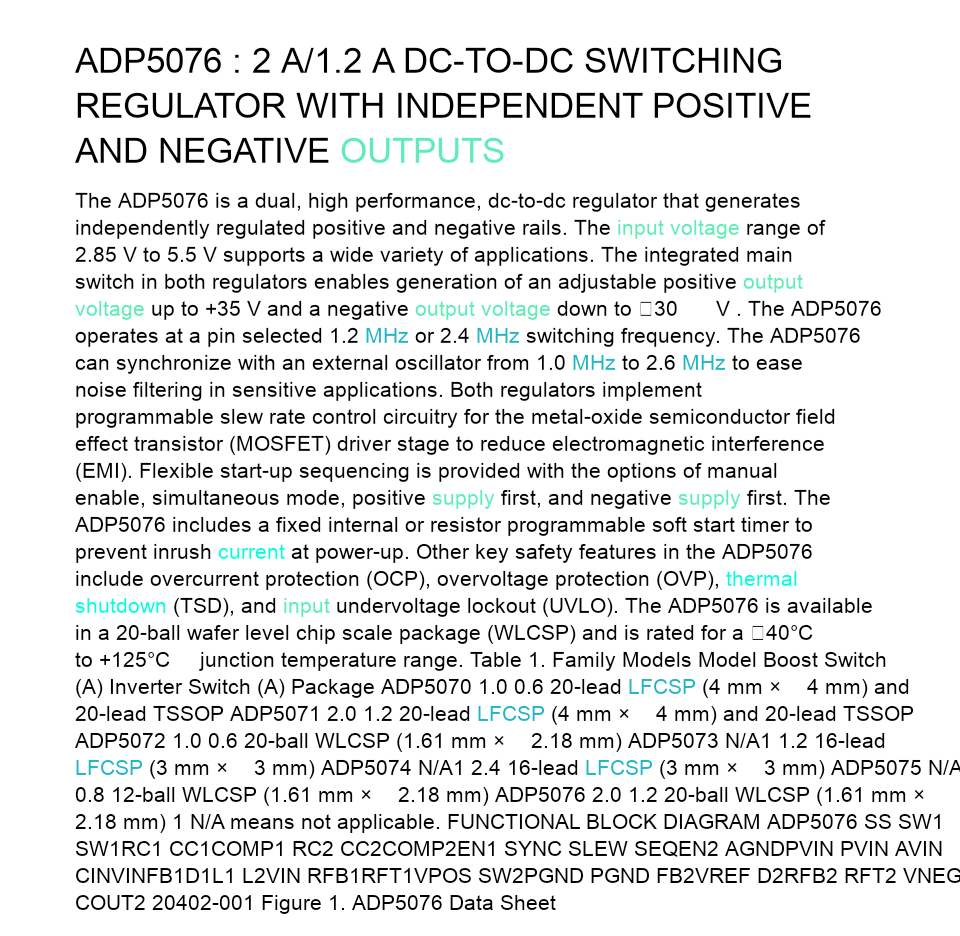 ADP5076 : 2 A/1.2 A DC-TO-DC SWITCHING
REGULATOR WITH INDEPENDENT POSITIVE
AND NEGATIVE OUTPUTS
The ADP5076 is a dual, high performance, dc-to-dc regulator that generates
independently regulated positive and negative rails. The input voltage range of
2.85 V to 5.5 V supports a wide variety of applications. The integrated main
switch in both regulators enables generation of an adjustable positive output
voltage up to +35 V and a negative output voltage down to □30 V . The ADP5076
operates at a pin selected 1.2 MHz or 2.4 MHz switching frequency. The ADP5076
can synchronize with an external oscillator from 1.0 MHz to 2.6 MHz to ease
noise filtering in sensitive applications. Both regulators implement
programmable slew rate control circuitry for the metal-oxide semiconductor field
effect transistor (MOSFET) driver stage to reduce electromagnetic interference
(EMI). Flexible start-up sequencing is provided with the options of manual
enable, simultaneous mode, positive supply first, and negative supply first. The
ADP5076 includes a fixed internal or resistor programmable soft start timer to
prevent inrush current at power-up. Other key safety features in the ADP5076
include overcurrent protection (OCP), overvoltage protection (OVP), thermal
shutdown (TSD), and input undervoltage lockout (UVLO). The ADP5076 is available
in a 20-ball wafer level chip scale package (WLCSP) and is rated for a □40°C
to +125°C junction temperature range. Table 1. Family Models Model Boost Switch
(A) Inverter Switch (A) Package ADP5070 1.0 0.6 20-lead LFCSP (4 mm × 4 mm) and
20-lead TSSOP ADP5071 2.0 1.2 20-lead LFCSP (4 mm × 4 mm) and 20-lead TSSOP
ADP5072 1.0 0.6 20-ball WLCSP (1.61 mm × 2.18 mm) ADP5073 N/A1 1.2 16-lead
LFCSP (3 mm × 3 mm) ADP5074 N/A1 2.4 16-lead LFCSP (3 mm × 3 mm) ADP5075 N/A
0.8 12-ball WLCSP (1.61 mm × 2.18 mm) ADP5076 2.0 1.2 20-ball WLCSP (1.61 mm ×
2.18 mm) 1 N/A means not applicable. FUNCTIONAL BLOCK DIAGRAM ADP5076 SS SW1
SW1RC1 CC1COMP1 RC2 CC2COMP2EN1 SYNC SLEW SEQEN2 AGNDPVIN PVIN AVIN
CINVINFB1D1L1 L2VIN RFB1RFT1VPOS SW2PGND PGND FB2VREF D2RFB2 RFT2 VNEG
COUT2 20402-001 Figure 1. ADP5076 Data Sheet